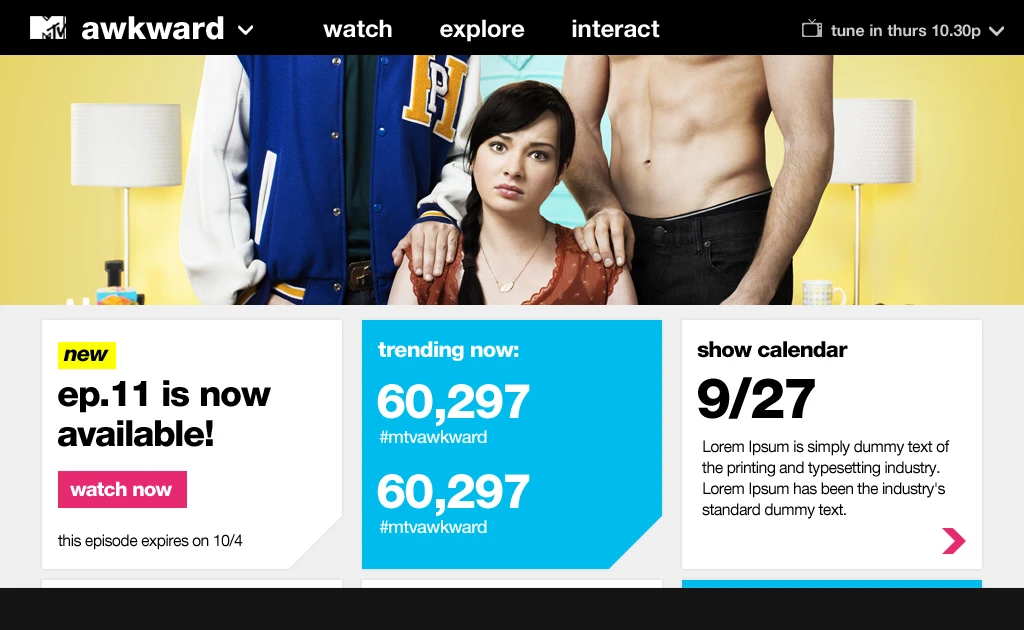 MTV awkward
watch explore interact
tune in thurs 10.30p
HP
new
ep.11 is now
available!
watch now
this episode expires on 10/4
trending now:
60,297
#mtvawkward
60,297
#mtvawkward
show calendar
9/27
Lorem Ipsum is simply dummy text of
the printing and typesetting industry.
Lorem Ipsum has been the industry's
standard dummy text.